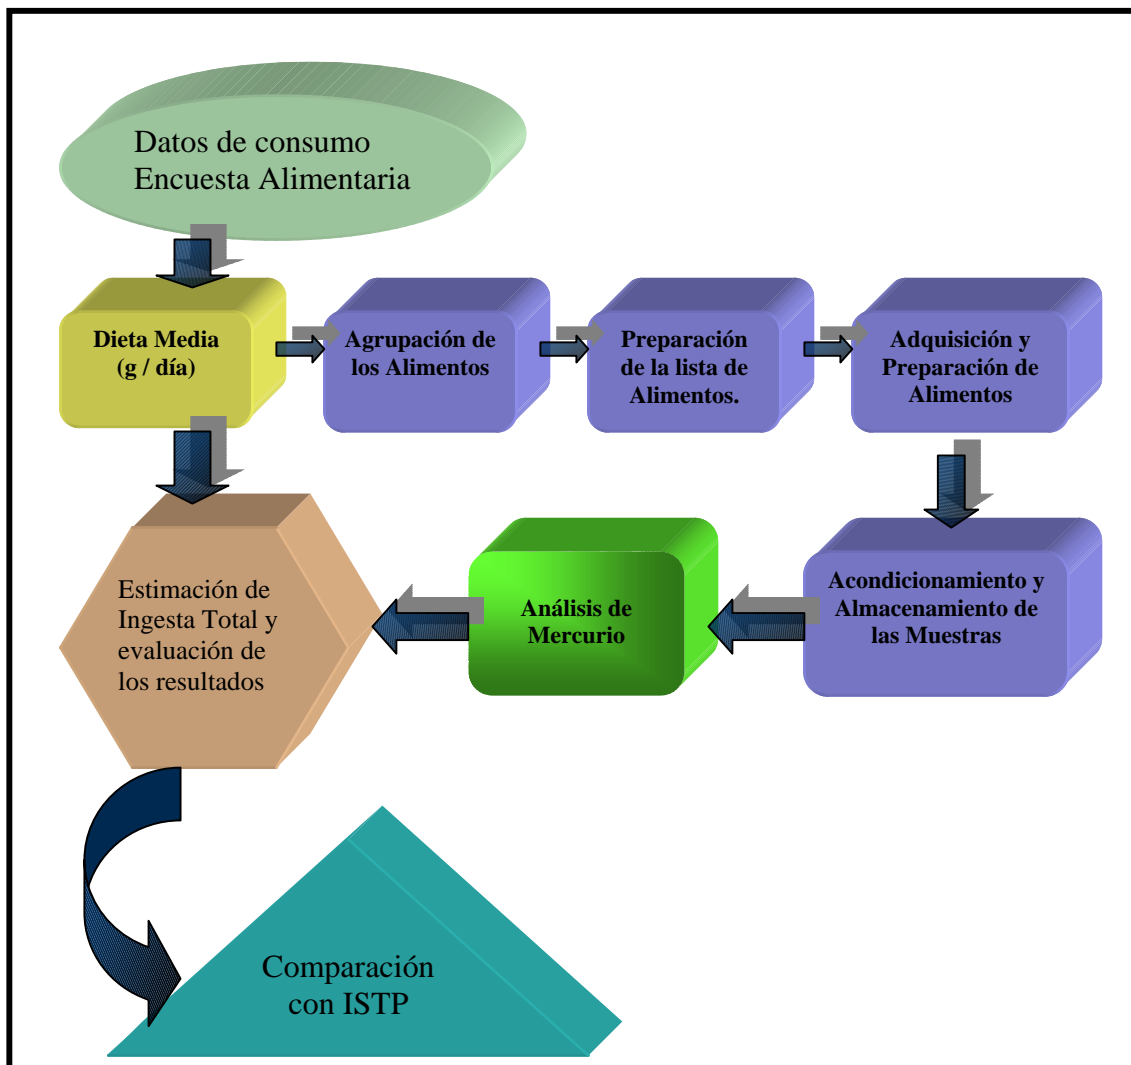 Datos de consumo
Encuesta Alimentaria
Dieta Media
(g / día)
Agrupación de
los Alimentos
Preparación
de la lista de
Alimentos.
Adquisición y
Preparación de
Alimentos
Acondicionamiento y
Almacenamiento de
las Muestras
Análisis de
Mercurio
Estimación de
Ingesta Total y
evaluación de
los resultados
Comparación
con ISTP